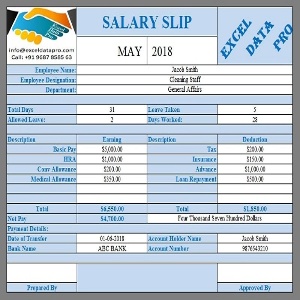 SALARY SLIP
EXCEL DATA PRO
info@exceldatapro.com
Call: +91 9687 8585 63
MAY 2018
Employee Name: Jacob Smith
Employee Designation: Cleaning Staff
Department: General Affairs
Total Days 31 Leave Taken 5
Allowed Leave: 2 Days Worked: 28
Description Earning Description Deduction
Basic Pay $5,000.00 Tax $200.00
HRA $1,000.00 Insurance $150.00
Conv Allowance $200.00 Advance $1,000.00
Medical Allowance $350.00 Loan Repayment $500.00
Total $6,550.00 Total $1,850.00
Net Pay $4,700.00 Four Thousand Seven Hundred Dollars
Payment Details:
Date of Transfer 01-06-2018 Account Holder Name Jacob Smith
Bank Name ABC BANK Account Number 9876543210
Prepared By Approved By